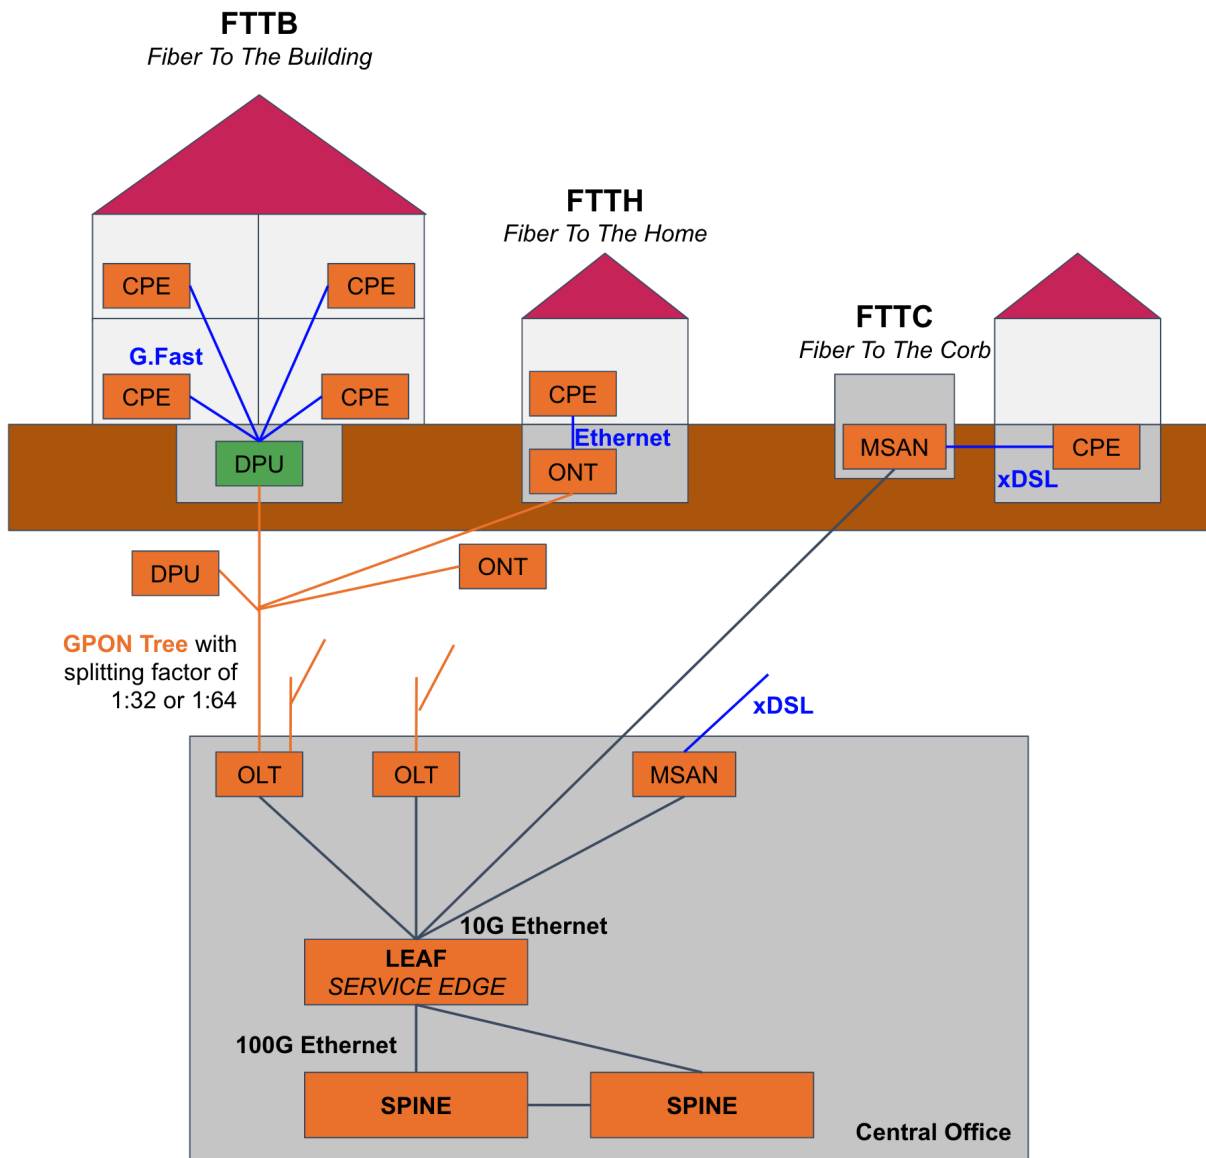 FTTB
Fiber To The Building
FTTH
Fiber To The Home
FTTC
Fiber To The Corb
CPE
CPE
G.Fast
CPE
CPE
CPE
Ethernet
DPU
ONT
MSAN
CPE
xDSL
DPU
ONT
GPON Tree with
splitting factor of
1:32 or 1:64
xDSL
OLT
OLT
MSAN
10G Ethernet
LEAF
SERVICE EDGE
100G Ethernet
SPINE
SPINE
Central Office